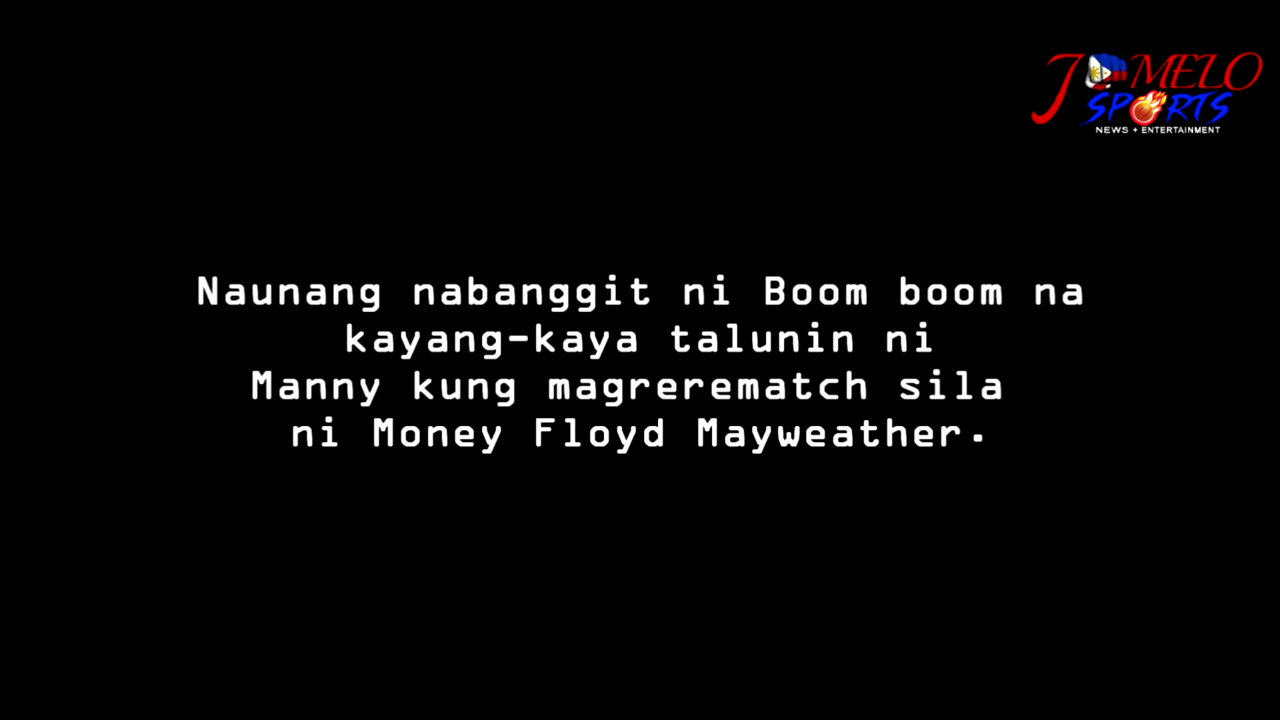 J MELO
SPORTS
NEWS + ENTERTAINMENT
Naunang nabanggit ni Boom boom na
kayang-kaya talunin ni
Manny kung magrerematch sila
ni Money Floyd Mayweather.